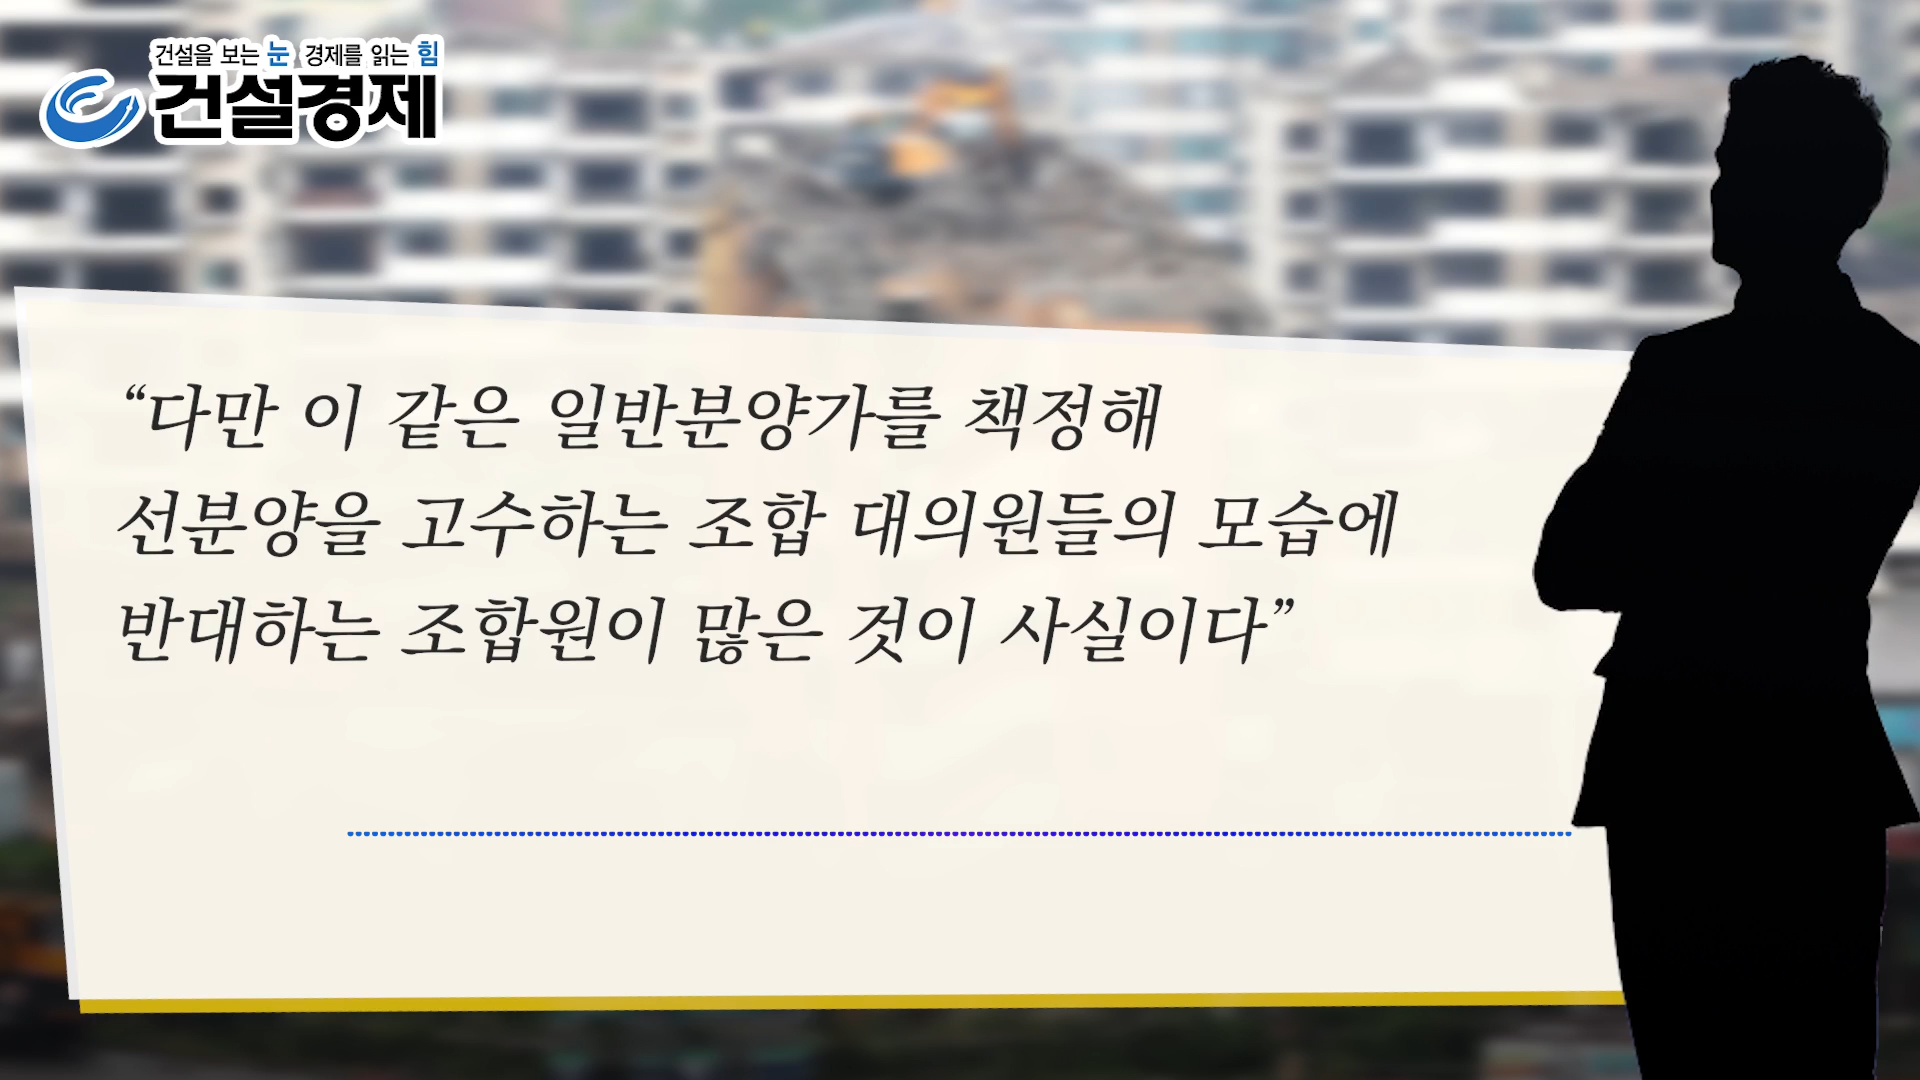 건설을 보는 눈 경제를 읽는 힘
건설경제
“다만 이 같은 일반분양가를 책정해
선분양을 고수하는 조합 대의원들의 모습에
반대하는 조합원이 많은 것이 사실이다”